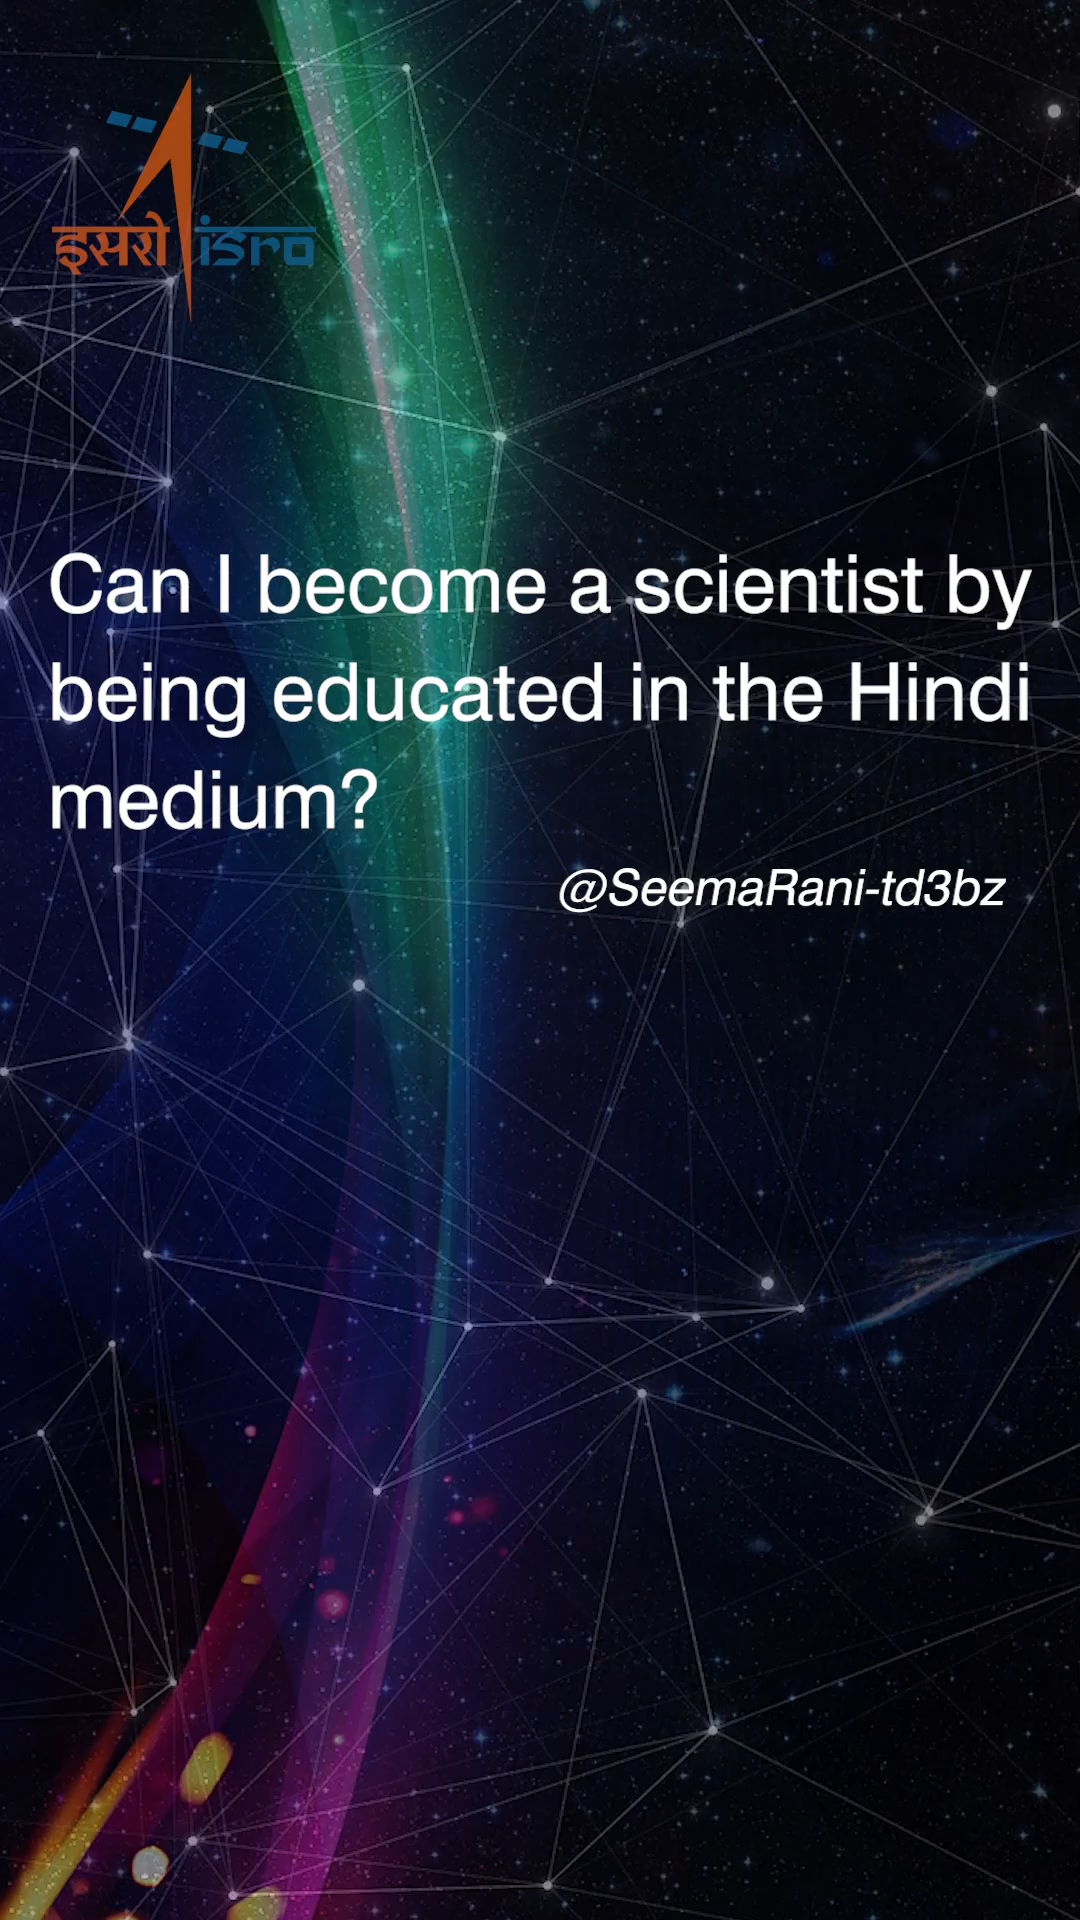 इसरो isro
Can I become a scientist by
being educated in the Hindi
medium?
@SeemaRani-td3bz